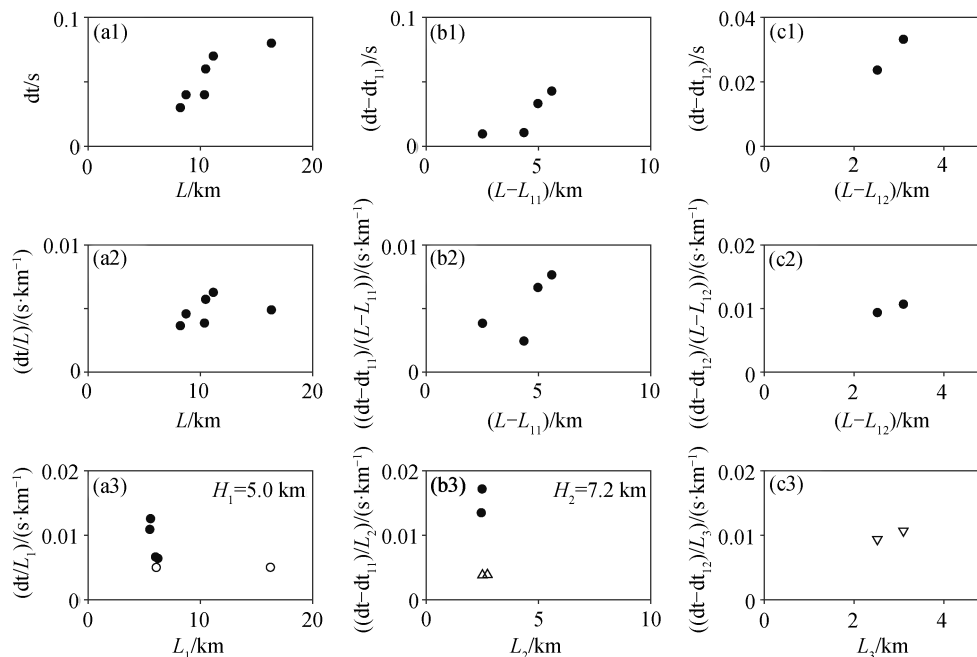 0.1
(a1)
dt/s
0
0
10
20
L/km
0.1
(b1)
(dt−dt₁₁)/s
0
0
5
10
(L−L₁₁)/km
0.04
(c1)
(dt−dt₁₂)/s
0.02
0
0
2
4
(L−L₁₂)/km
0.01
(a2)
(dt/L)/(s·km⁻¹)
0
0
10
20
L/km
0.01
(b2)
((dt−dt₁₁)/(L−L₁₁))/(s·km⁻¹)
0
0
5
10
(L−L₁₁)/km
0.02
(c2)
((dt−dt₁₂)/(L−L₁₂))/(s·km⁻¹)
0.01
0
0
2
4
(L−L₁₂)/km
0.02
(a3)
H₁=5.0 km
(dt/L₁)/(s·km⁻¹)
0.01
0
0
10
20
L₁/km
0.02
(b3)
H₂=7.2 km
((dt−dt₁₁)/L₂)/(s·km⁻¹)
0.01
0
0
5
10
L₂/km
0.02
(c3)
((dt−dt₁₂)/L₃)/(s·km⁻¹)
0.01
0
0
2
4
L₃/km